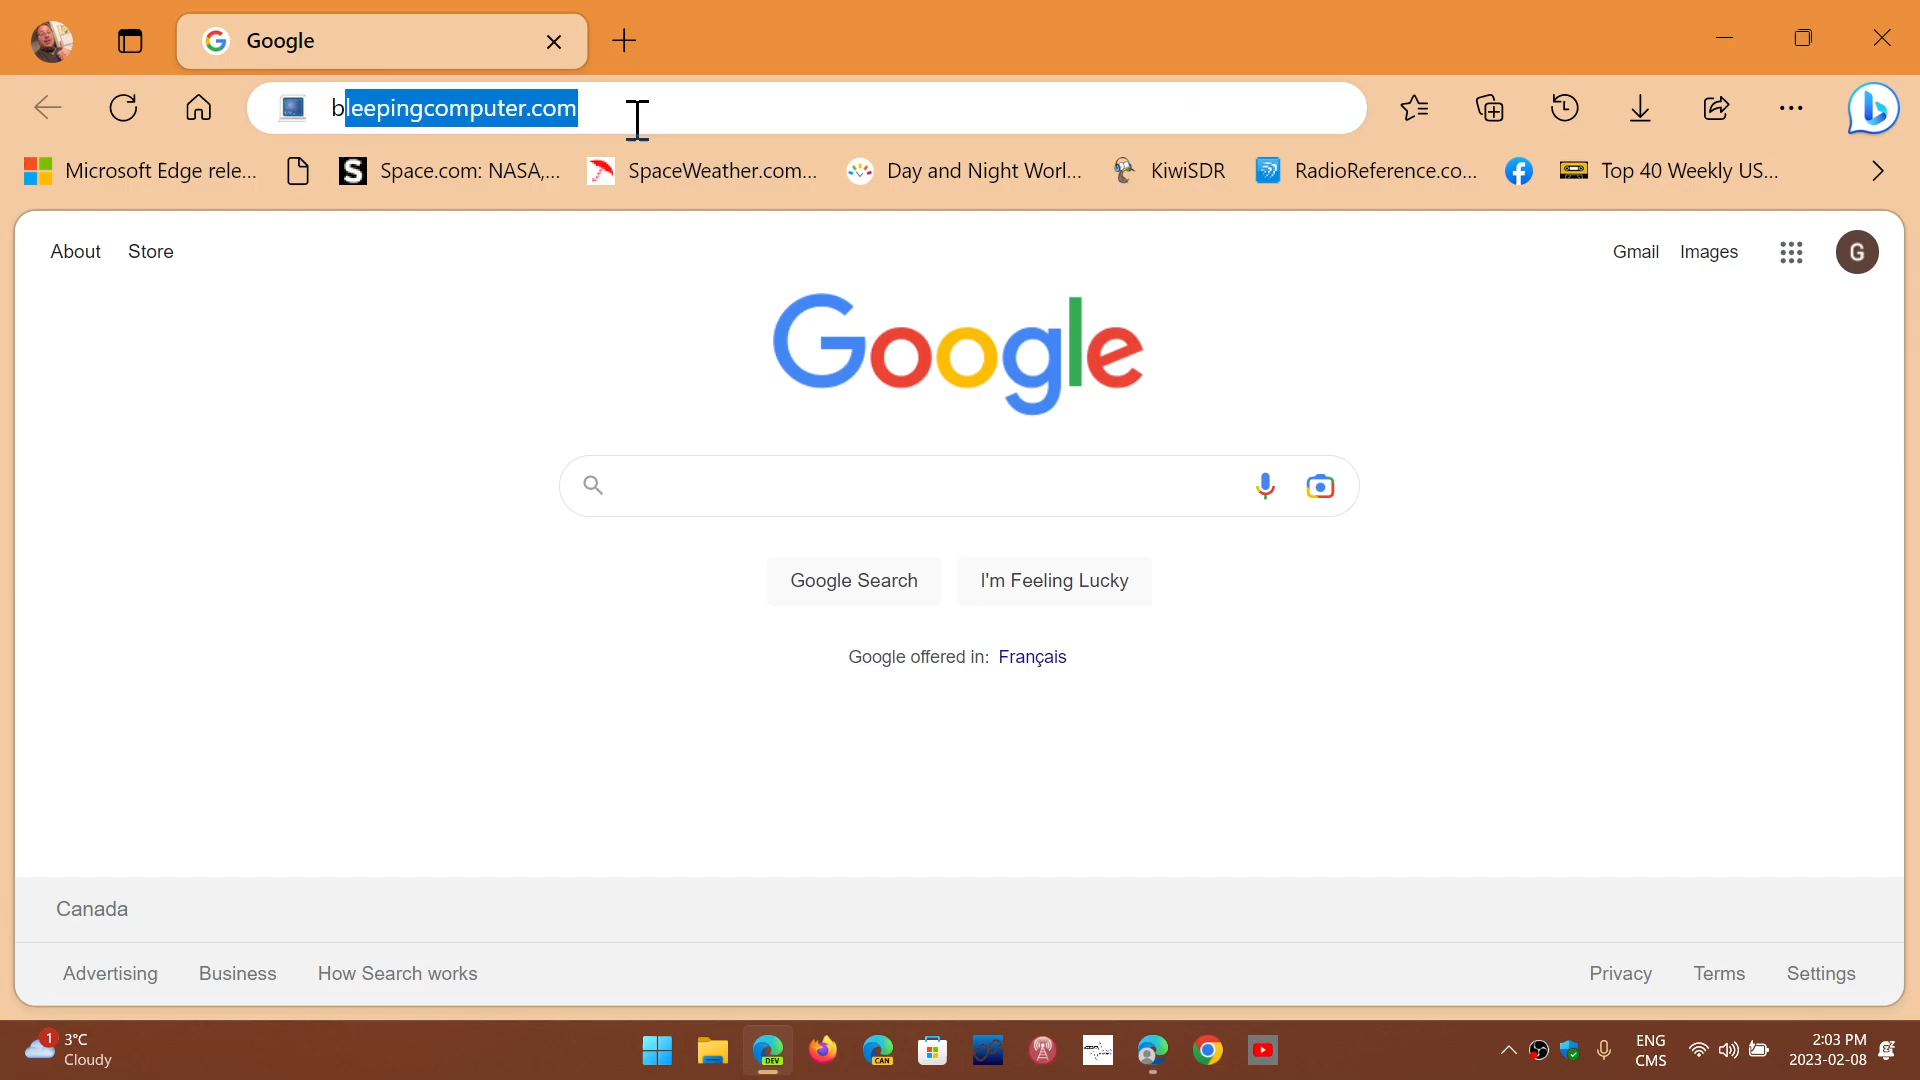 Google
bleepingcomputer.com
Microsoft Edge rele...
S
Space.com: NASA,...
SpaceWeather.com...
Day and Night Worl...
KiwiSDR
RadioReference.co...
Top 40 Weekly US...
About
Store
Gmail
Images
G
Google
Google Search
I'm Feeling Lucky
Google offered in: Français
Canada
Advertising
Business
How Search works
Privacy
Terms
Settings
1
3°C
Cloudy
DEV
CAN
ENG
CMS
2:03 PM
2023-02-08